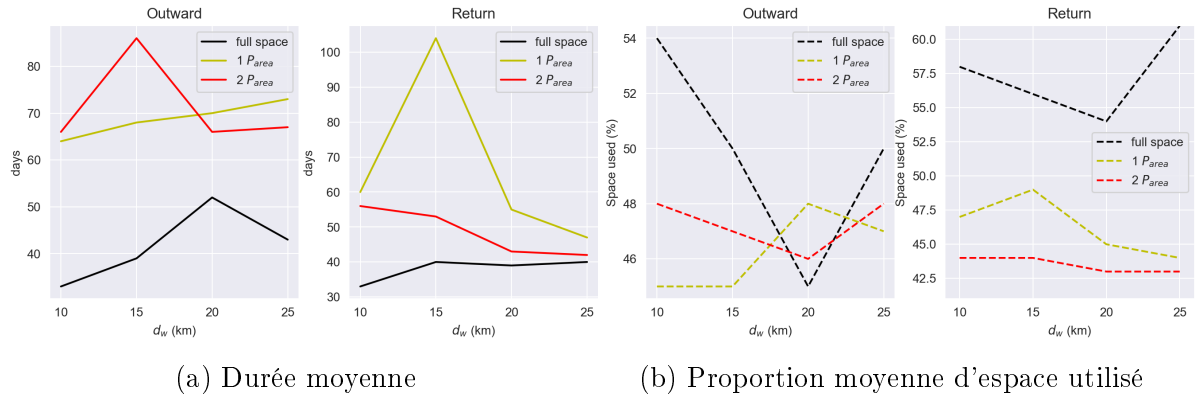 Outward
days
80
70
60
50
40
10 15 20 25
d_w (km)
full space
1 P_area
2 P_area
Return
days
100
90
80
70
60
50
40
30
10 15 20 25
d_w (km)
full space
1 P_area
2 P_area
Outward
Space used (%)
54
52
50
48
46
10 15 20 25
d_w (km)
full space
1 P_area
2 P_area
Return
Space used (%)
60.0
57.5
55.0
52.5
50.0
47.5
45.0
42.5
10 15 20 25
d_w (km)
full space
1 P_area
2 P_area
(a) Durée moyenne
(b) Proportion moyenne d'espace utilisé